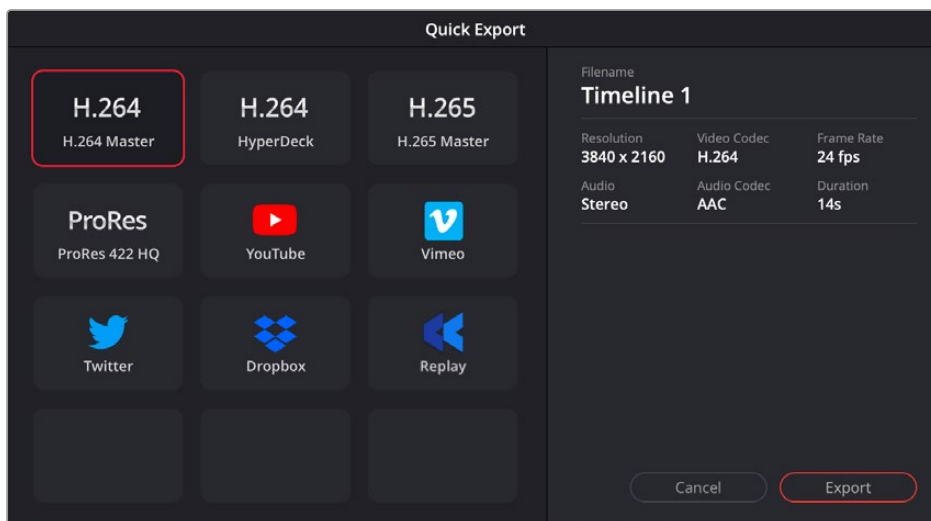 Quick Export
H.264
H.264 Master
H.264
HyperDeck
H.265
H.265 Master
ProRes
ProRes 422 HQ
YouTube
Vimeo
Twitter
Dropbox
Replay
Filename
Timeline 1
Resolution
3840 x 2160
Video Codec
H.264
Frame Rate
24 fps
Audio
Stereo
Audio Codec
AAC
Duration
14s
Cancel
Export